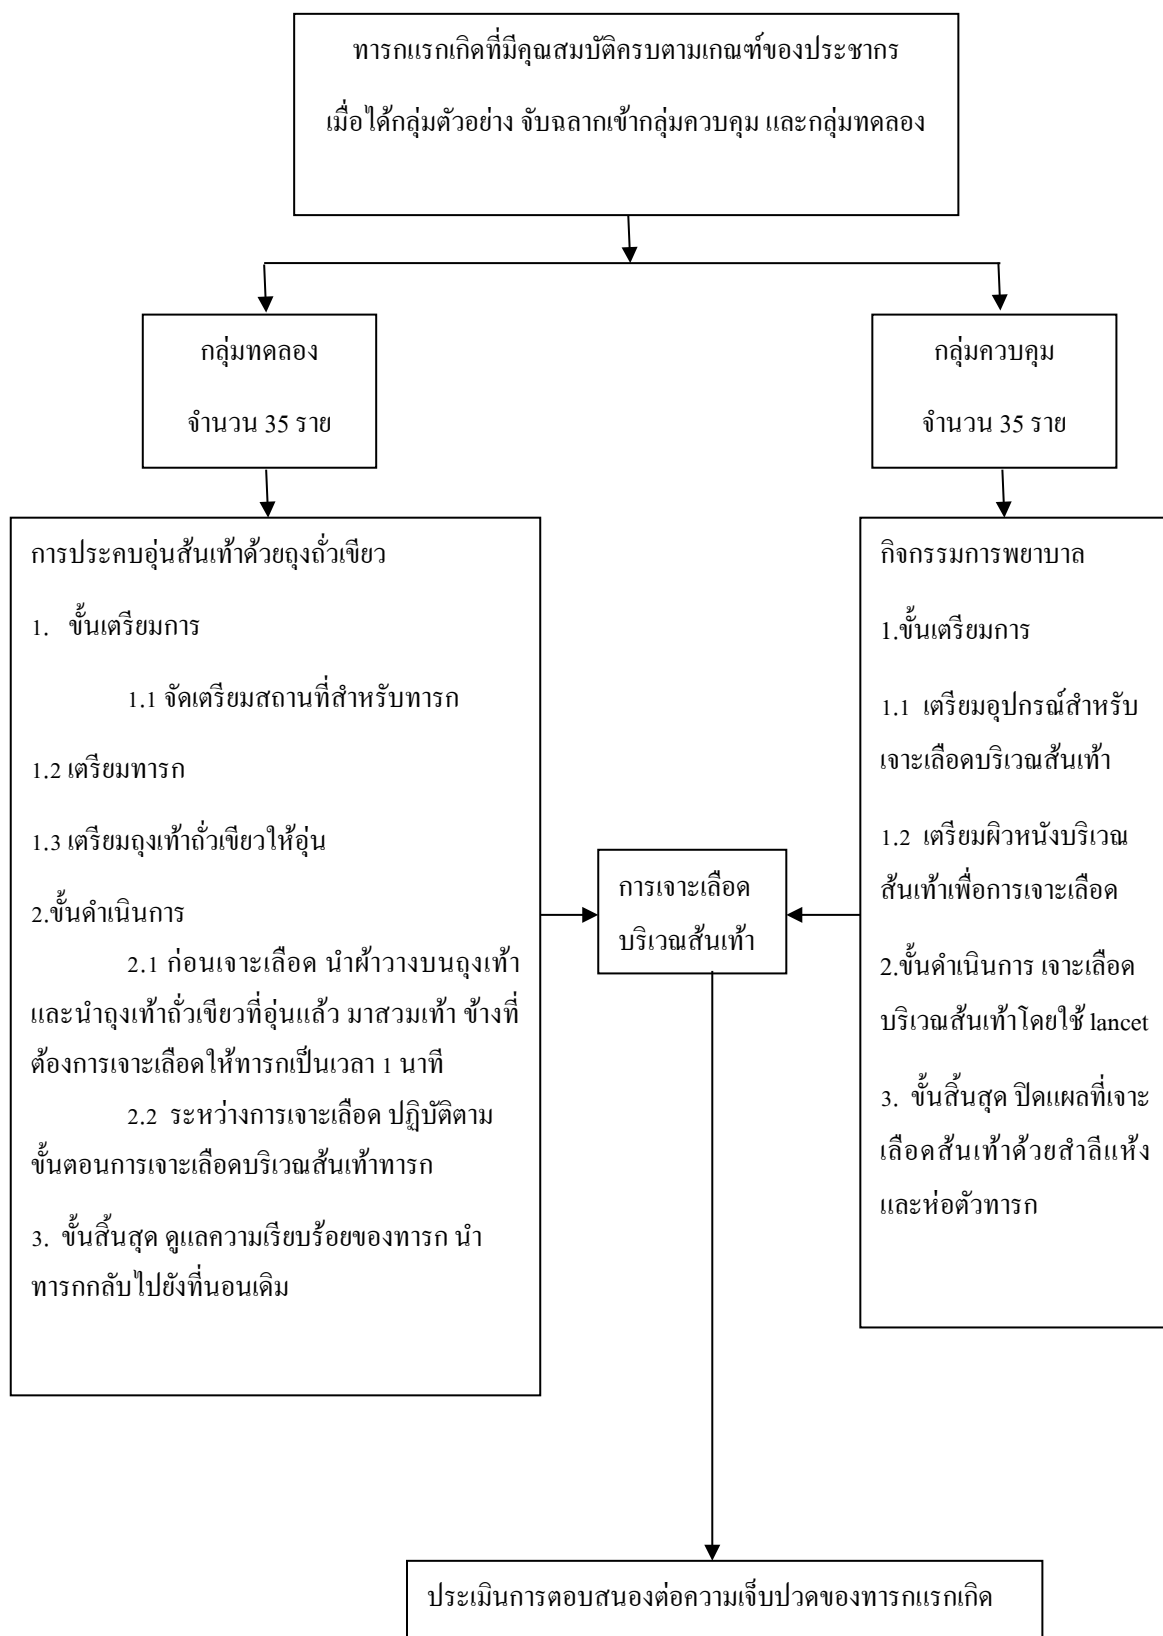 ทารกแรกเกิดที่มีคุณสมบัติครบตามเกณฑ์ของประชากร
เมื่อได้กลุ่มตัวอย่าง จับฉลากเข้ากลุ่มควบคุม และกลุ่มทดลอง
กลุ่มทดลอง
จำนวน 35 ราย
กลุ่มควบคุม
จำนวน 35 ราย
การประคบอุ่นส้นเท้าด้วยถุงถั่วเขียว
1. ขั้นเตรียมการ
1.1 จัดเตรียมสถานที่สำหรับทารก
1.2 เตรียมทารก
1.3 เตรียมถุงเท้าถั่วเขียวให้อุ่น
2.ขั้นดำเนินการ
2.1 ก่อนเจาะเลือด นำผ้าวางบนถุงเท้า
และนำถุงเท้าถั่วเขียวที่อุ่นแล้ว มาสวมเท้า ข้างที่
ต้องการเจาะเลือดให้ทารกเป็นเวลา 1 นาที
2.2 ระหว่างการเจาะเลือด ปฏิบัติตาม
ขั้นตอนการเจาะเลือดบริเวณส้นเท้าทารก
3. ขั้นสิ้นสุด ดูแลความเรียบร้อยของทารก นำ
ทารกกลับไปยังที่นอนเดิม
การเจาะเลือด
บริเวณส้นเท้า
กิจกรรมการพยาบาล
1.ขั้นเตรียมการ
1.1 เตรียมอุปกรณ์สำหรับ
เจาะเลือดบริเวณส้นเท้า
1.2 เตรียมผิวหนังบริเวณ
ส้นเท้าเพื่อการเจาะเลือด
2.ขั้นดำเนินการ เจาะเลือด
บริเวณส้นเท้าโดยใช้ lancet
3. ขั้นสิ้นสุด ปิดแผลที่เจาะ
เลือดส้นเท้าด้วยสำลีแห้ง
และห่อตัวทารก
ประเมินการตอบสนองต่อความเจ็บปวดของทารกแรกเกิด